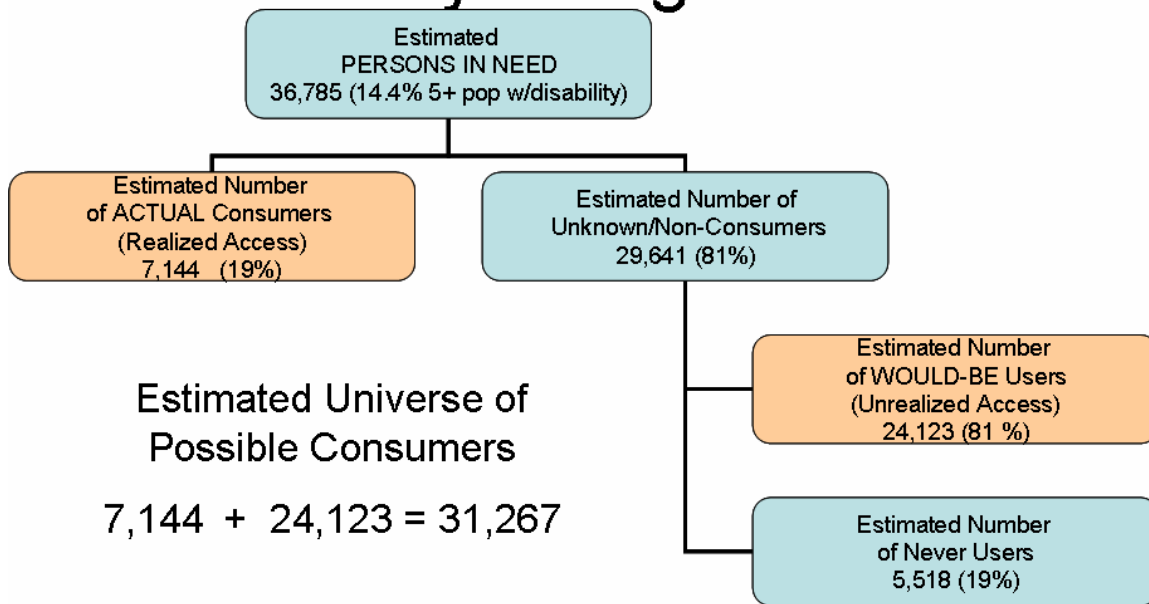 Estimated
PERSONS IN NEED
36,785 (14.4% 5+ pop w/disability)
Estimated Number
of ACTUAL Consumers
(Realized Access)
7,144 (19%)
Estimated Number of
Unknown/Non-Consumers
29,641 (81%)
Estimated Number
of WOULD-BE Users
(Unrealized Access)
24,123 (81 %)
Estimated Universe of
Possible Consumers
7,144 + 24,123 = 31,267
Estimated Number
of Never Users
5,518 (19%)